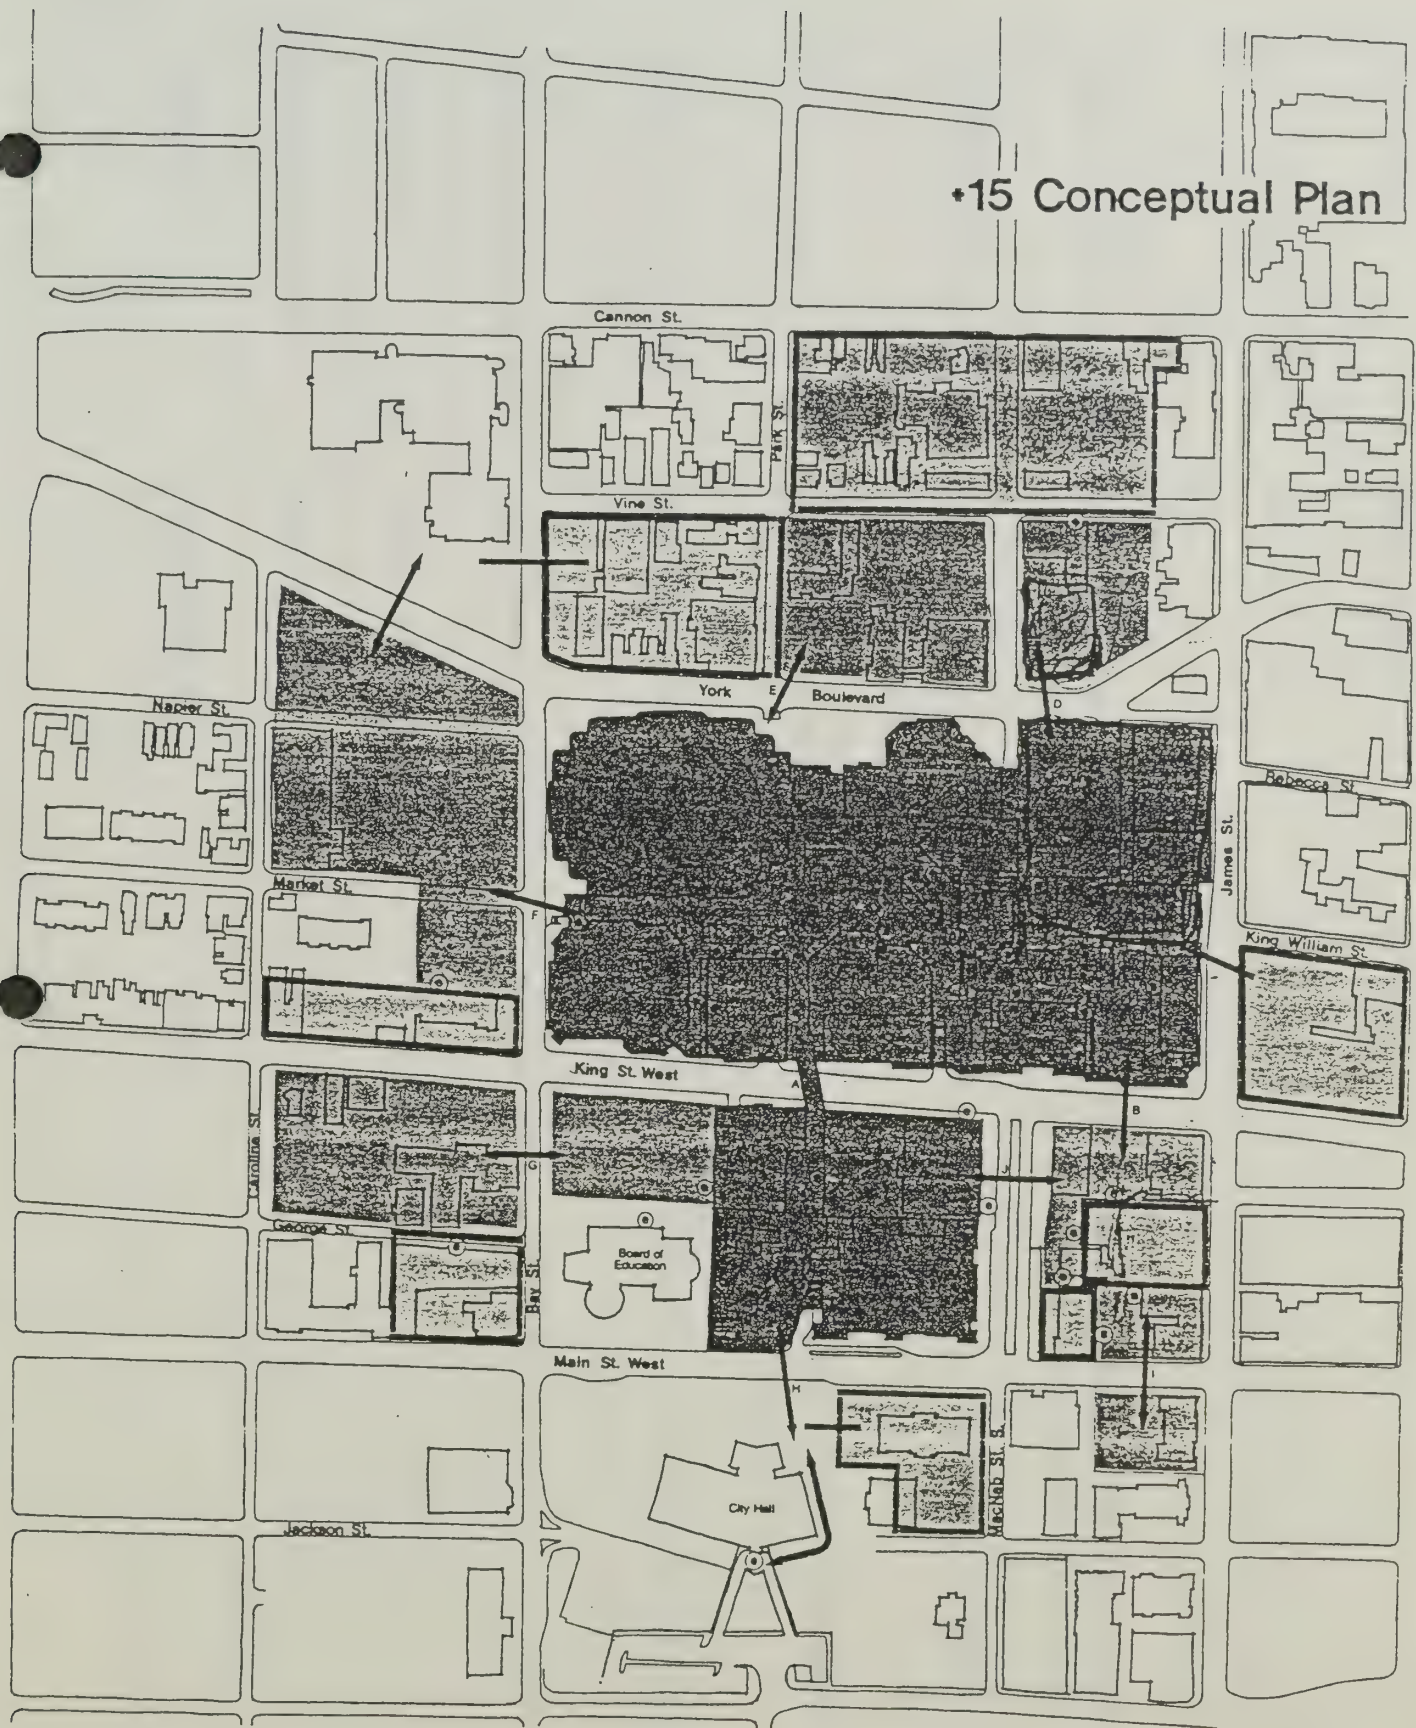 +15 Conceptual Plan
Cannon St.
Park St.
Vine St.
York
E
Boulevard
D
Napier St.
Rebecca St.
James St.
Market St.
F
King William St.
King St. West
A
B
Caroline St.
G
J
George St.
Board of
Education
Bay St.
Main St. West
H
I
MacNab St. S.
City Hall
Jackson St.